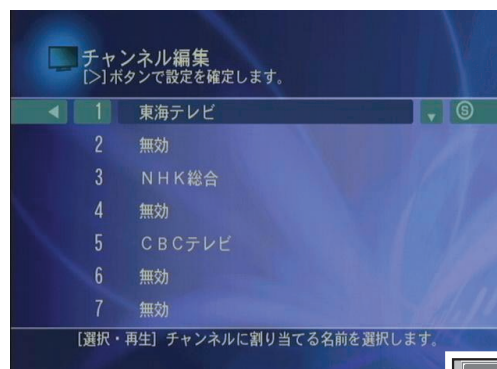 チャンネル編集
[▷]ボタンで設定を確定します。
1 東海テレビ Ⓢ
2 無効
3 ＮＨＫ総合
4 無効
5 ＣＢＣテレビ
6 無効
7 無効
[選択・再生] チャンネルに割り当てる名前を選択します。